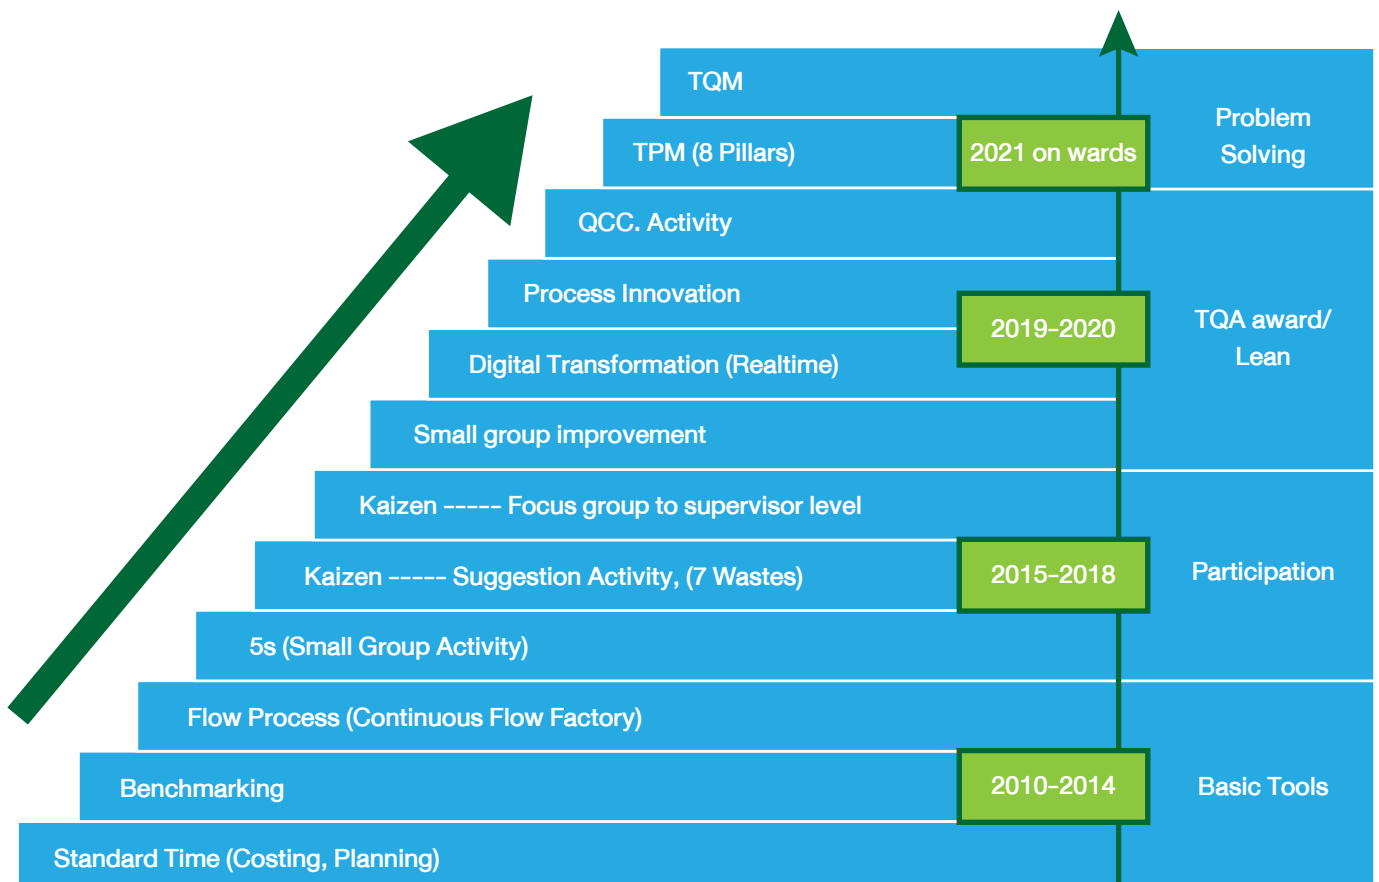 TQM
TPM (8 Pillars)
2021 on wards
Problem
Solving
QCC. Activity
Process Innovation
2019-2020
TQA award/
Lean
Digital Transformation (Realtime)
Small group improvement
Kaizen ----- Focus group to supervisor level
Kaizen ----- Suggestion Activity, (7 Wastes)
2015-2018
Participation
5s (Small Group Activity)
Flow Process (Continuous Flow Factory)
Benchmarking
2010-2014
Basic Tools
Standard Time (Costing, Planning)